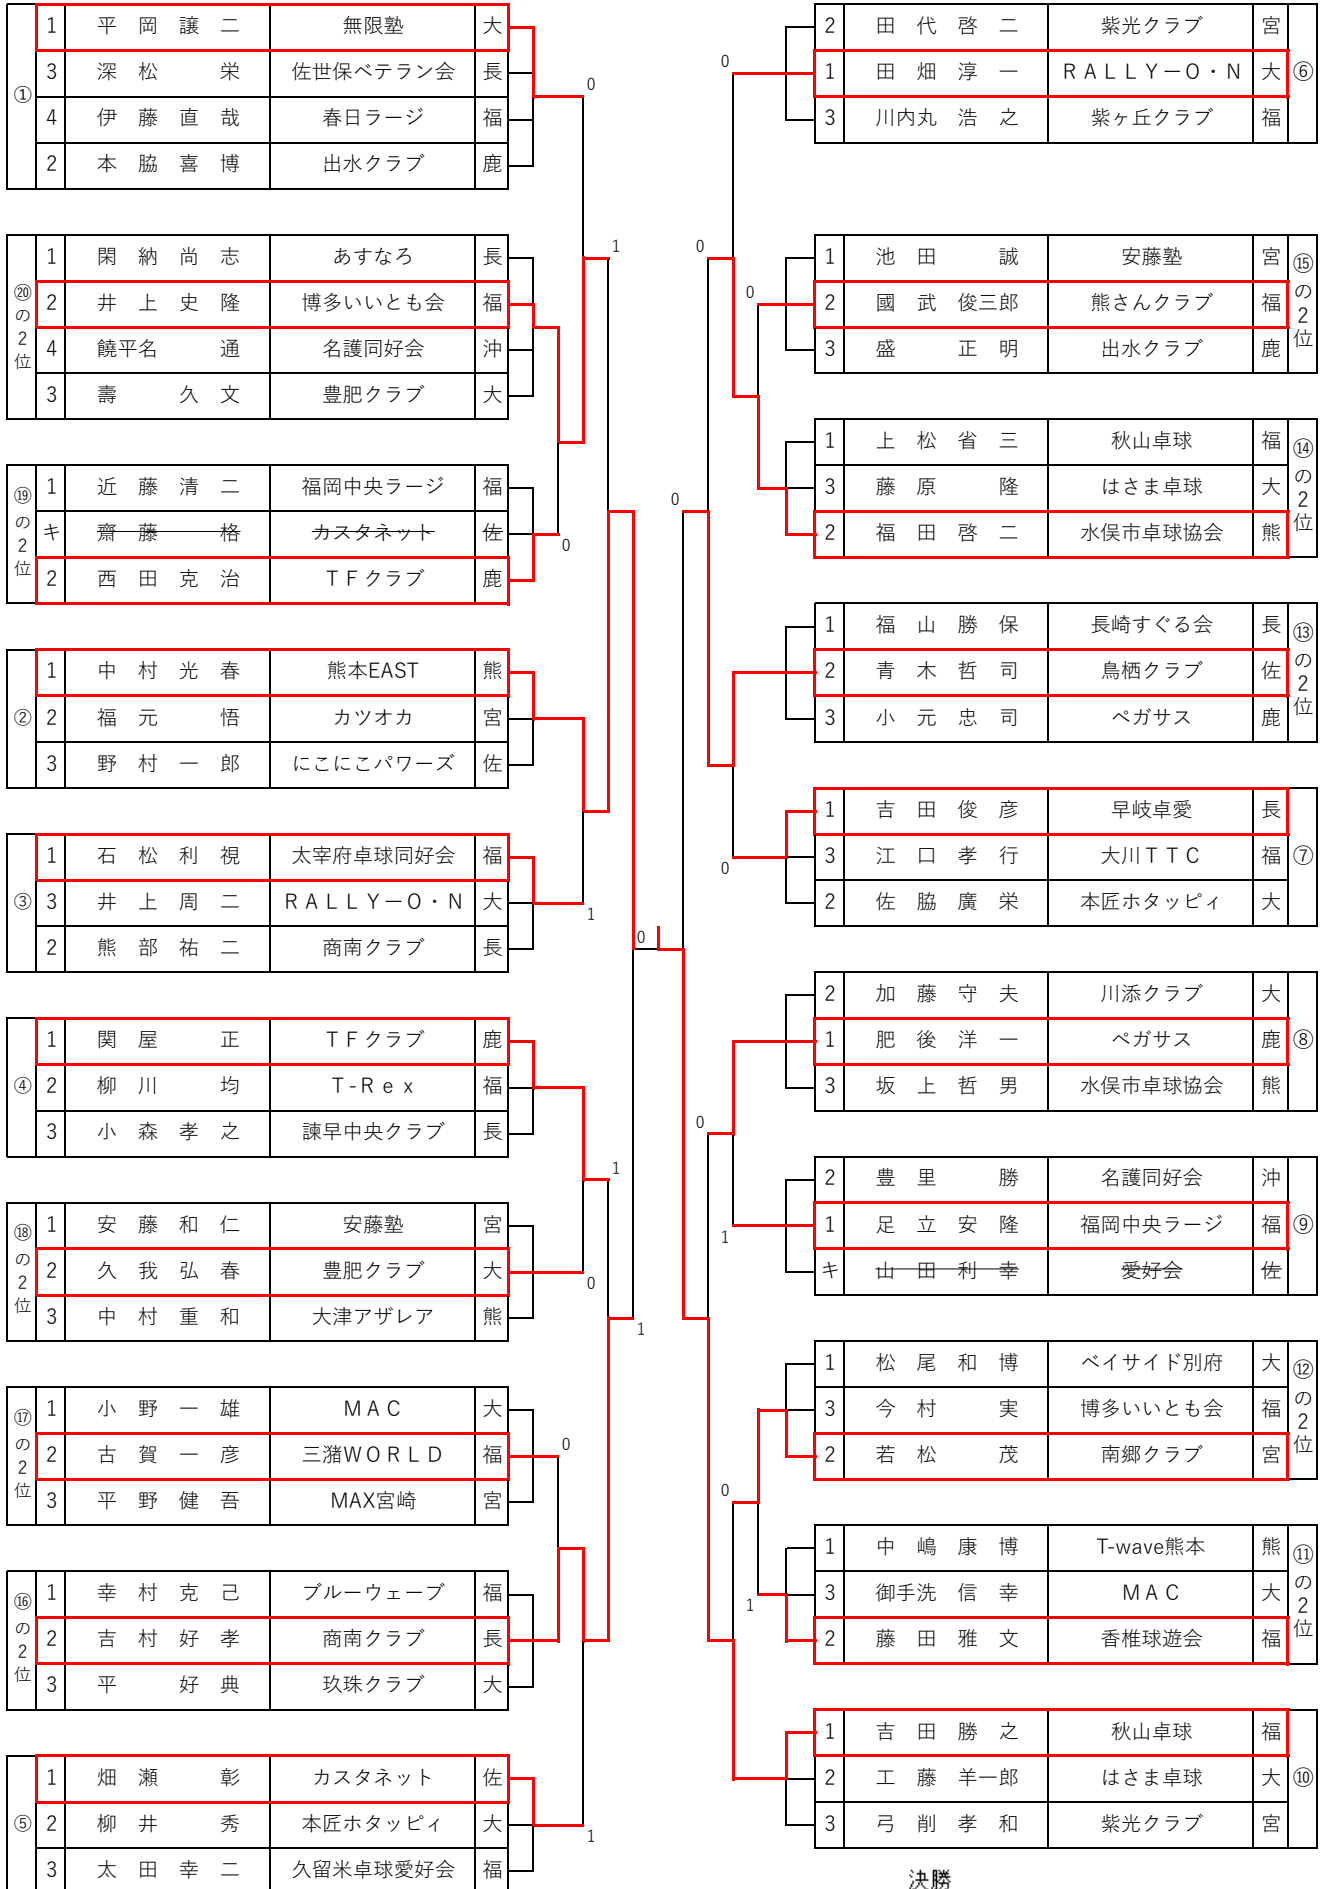 ①
1 平岡譲二 無限塾 大
3 深松栄 佐世保ベテラン会 長
4 伊藤直哉 春日ラージ 福
2 本脇喜博 出水クラブ 鹿
0
⑳の2位
1 閑納尚志 あすなろ 長
2 井上史隆 博多いいとも会 福
4 饒平名通 名護同好会 沖
3 壽久文 豊肥クラブ 大
1
⑲の2位
1 近藤清二 福岡中央ラージ 福
キ 齋藤格 カスタネット 佐
2 西田克治 TFクラブ 鹿
0
②
1 中村光春 熊本EAST 熊
2 福元悟 カツオカ 宮
3 野村一郎 にこにこパワーズ 佐
③
1 石松利視 太宰府卓球同好会 福
3 井上周二 RALLY−O・N 大
2 熊部祐二 商南クラブ 長
1
0
④
1 関屋正 TFクラブ 鹿
2 柳川均 T-Rex 福
3 小森孝之 諫早中央クラブ 長
1
⑱の2位
1 安藤和仁 安藤塾 宮
2 久我弘春 豊肥クラブ 大
3 中村重和 大津アザレア 熊
0
1
⑰の2位
1 小野一雄 MAC 大
2 古賀一彦 三潴WORLD 福
3 平野健吾 MAX宮崎 宮
0
⑯の2位
1 幸村克己 ブルーウェーブ 福
2 吉村好孝 商南クラブ 長
3 平好典 玖珠クラブ 大
⑤
1 畑瀬彰 カスタネット 佐
2 柳井秀 本匠ホタッピィ 大
3 太田幸二 久留米卓球愛好会 福
1
2 田代啓二 紫光クラブ 宮
1 田畑淳一 RALLY−O・N 大
3 川内丸浩之 紫ヶ丘クラブ 福
⑥
0
0
1 池田誠 安藤塾 宮
2 國武俊三郎 熊さんクラブ 福
3 盛正明 出水クラブ 鹿
⑮の2位
0
1 上松省三 秋山卓球 福
3 藤原隆 はさま卓球 大
2 福田啓二 水俣市卓球協会 熊
⑭の2位
0
1 福山勝保 長崎すぐる会 長
2 青木哲司 鳥栖クラブ 佐
3 小元忠司 ペガサス 鹿
⑬の2位
1 吉田俊彦 早岐卓愛 長
3 江口孝行 大川TTC 福
2 佐脇廣栄 本匠ホタッピィ 大
⑦
0
2 加藤守夫 川添クラブ 大
1 肥後洋一 ペガサス 鹿
3 坂上哲男 水俣市卓球協会 熊
⑧
0
2 豊里勝 名護同好会 沖
1 足立安隆 福岡中央ラージ 福
キ 山田利幸 愛好会 佐
⑨
1
1 松尾和博 ベイサイド別府 大
3 今村実 博多いいとも会 福
2 若松茂 南郷クラブ 宮
⑫の2位
0
1 中嶋康博 T-wave熊本 熊
3 御手洗信幸 MAC 大
2 藤田雅文 香椎球遊会 福
⑪の2位
1
1 吉田勝之 秋山卓球 福
2 工藤羊一郎 はさま卓球 大
3 弓削孝和 紫光クラブ 宮
⑩
決勝